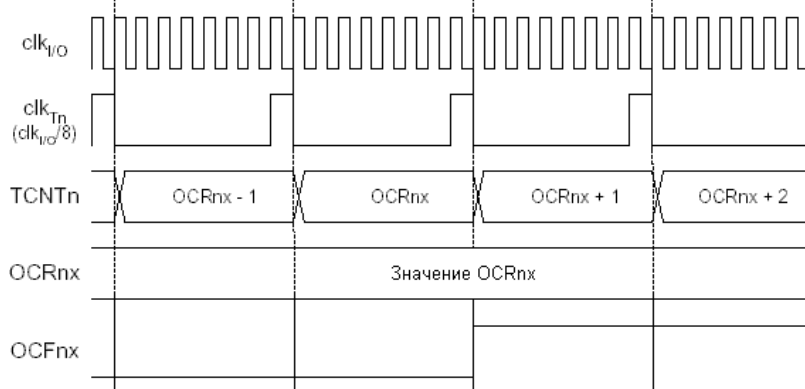 clkI/O
clkTn
(clkI/O/8)
TCNTn OCRnx - 1 OCRnx OCRnx + 1 OCRnx + 2
OCRnx Значение OCRnx
OCFnx